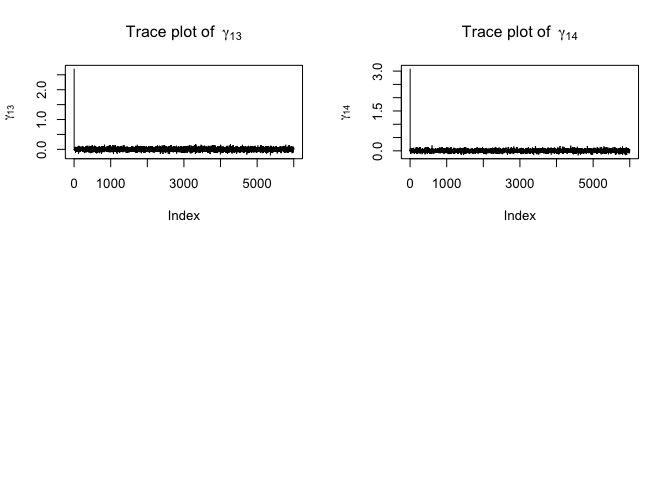 Trace plot of γ13
γ13
0.0 1.0 2.0
0 1000 3000 5000
Index
Trace plot of γ14
γ14
0.0 1.5 3.0
0 1000 3000 5000
Index